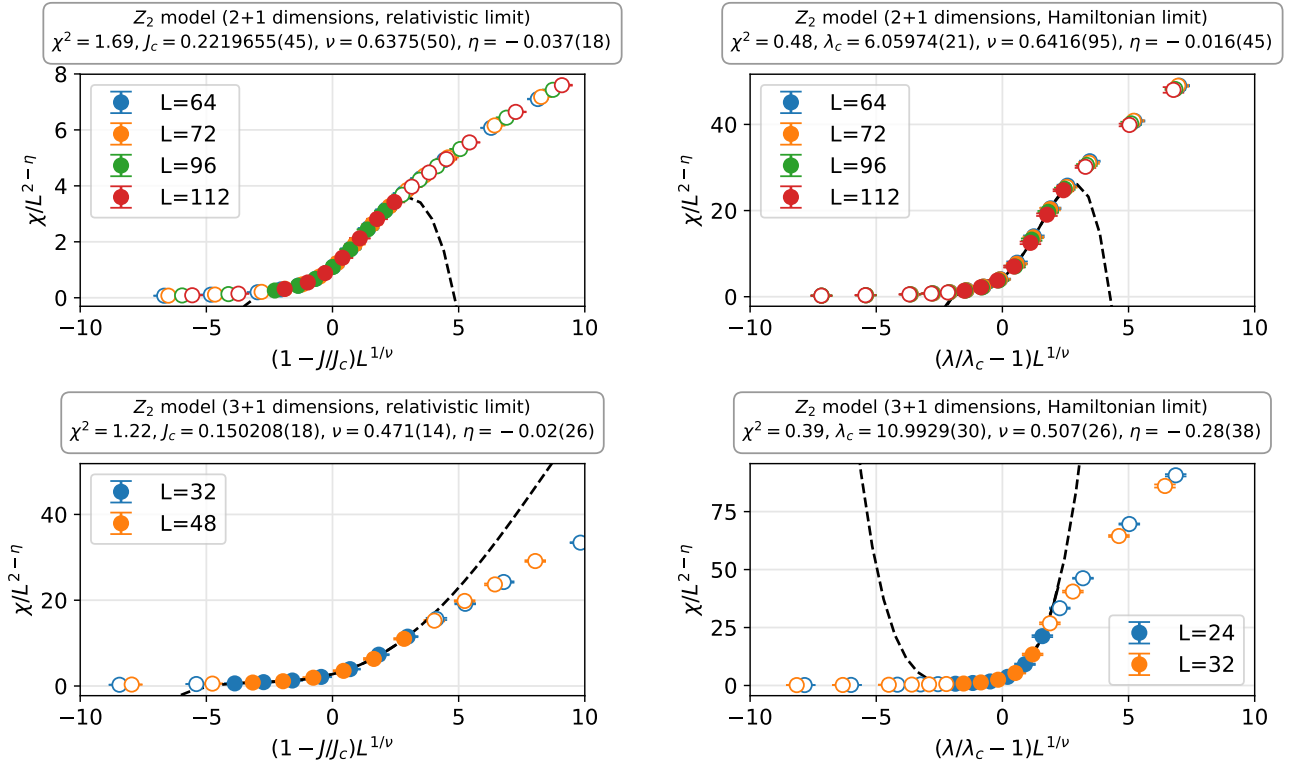 Z₂ model (2+1 dimensions, relativistic limit)
χ² = 1.69, J_c = 0.2219655(45), ν = 0.6375(50), η = −0.037(18)
8
6
4
2
0
χ/L^{2−η}
L=64
L=72
L=96
L=112
−10
−5
0
5
10
(1 − J/J_c)L^{1/ν}
Z₂ model (2+1 dimensions, Hamiltonian limit)
χ² = 0.48, λ_c = 6.05974(21), ν = 0.6416(95), η = −0.016(45)
40
20
0
χ/L^{2−η}
L=64
L=72
L=96
L=112
−10
−5
0
5
10
(λ/λ_c − 1)L^{1/ν}
Z₂ model (3+1 dimensions, relativistic limit)
χ² = 1.22, J_c = 0.150208(18), ν = 0.471(14), η = −0.02(26)
40
20
0
χ/L^{2−η}
L=32
L=48
−10
−5
0
5
10
(1 − J/J_c)L^{1/ν}
Z₂ model (3+1 dimensions, Hamiltonian limit)
χ² = 0.39, λ_c = 10.9929(30), ν = 0.507(26), η = −0.28(38)
75
50
25
0
χ/L^{2−η}
L=24
L=32
−10
−5
0
5
10
(λ/λ_c − 1)L^{1/ν}